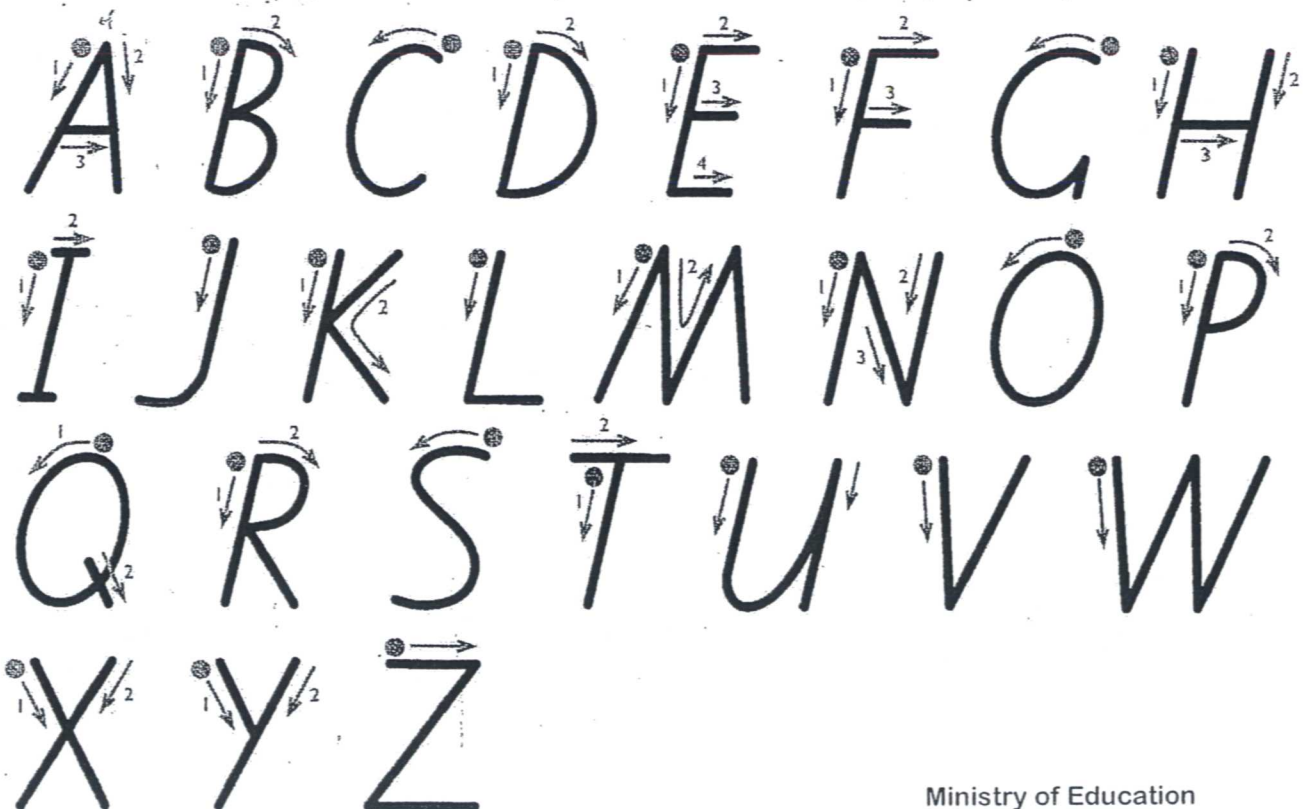 A B C D E F G H
I J K L M N O P
Q R S T U V W
X Y Z
Ministry of Education